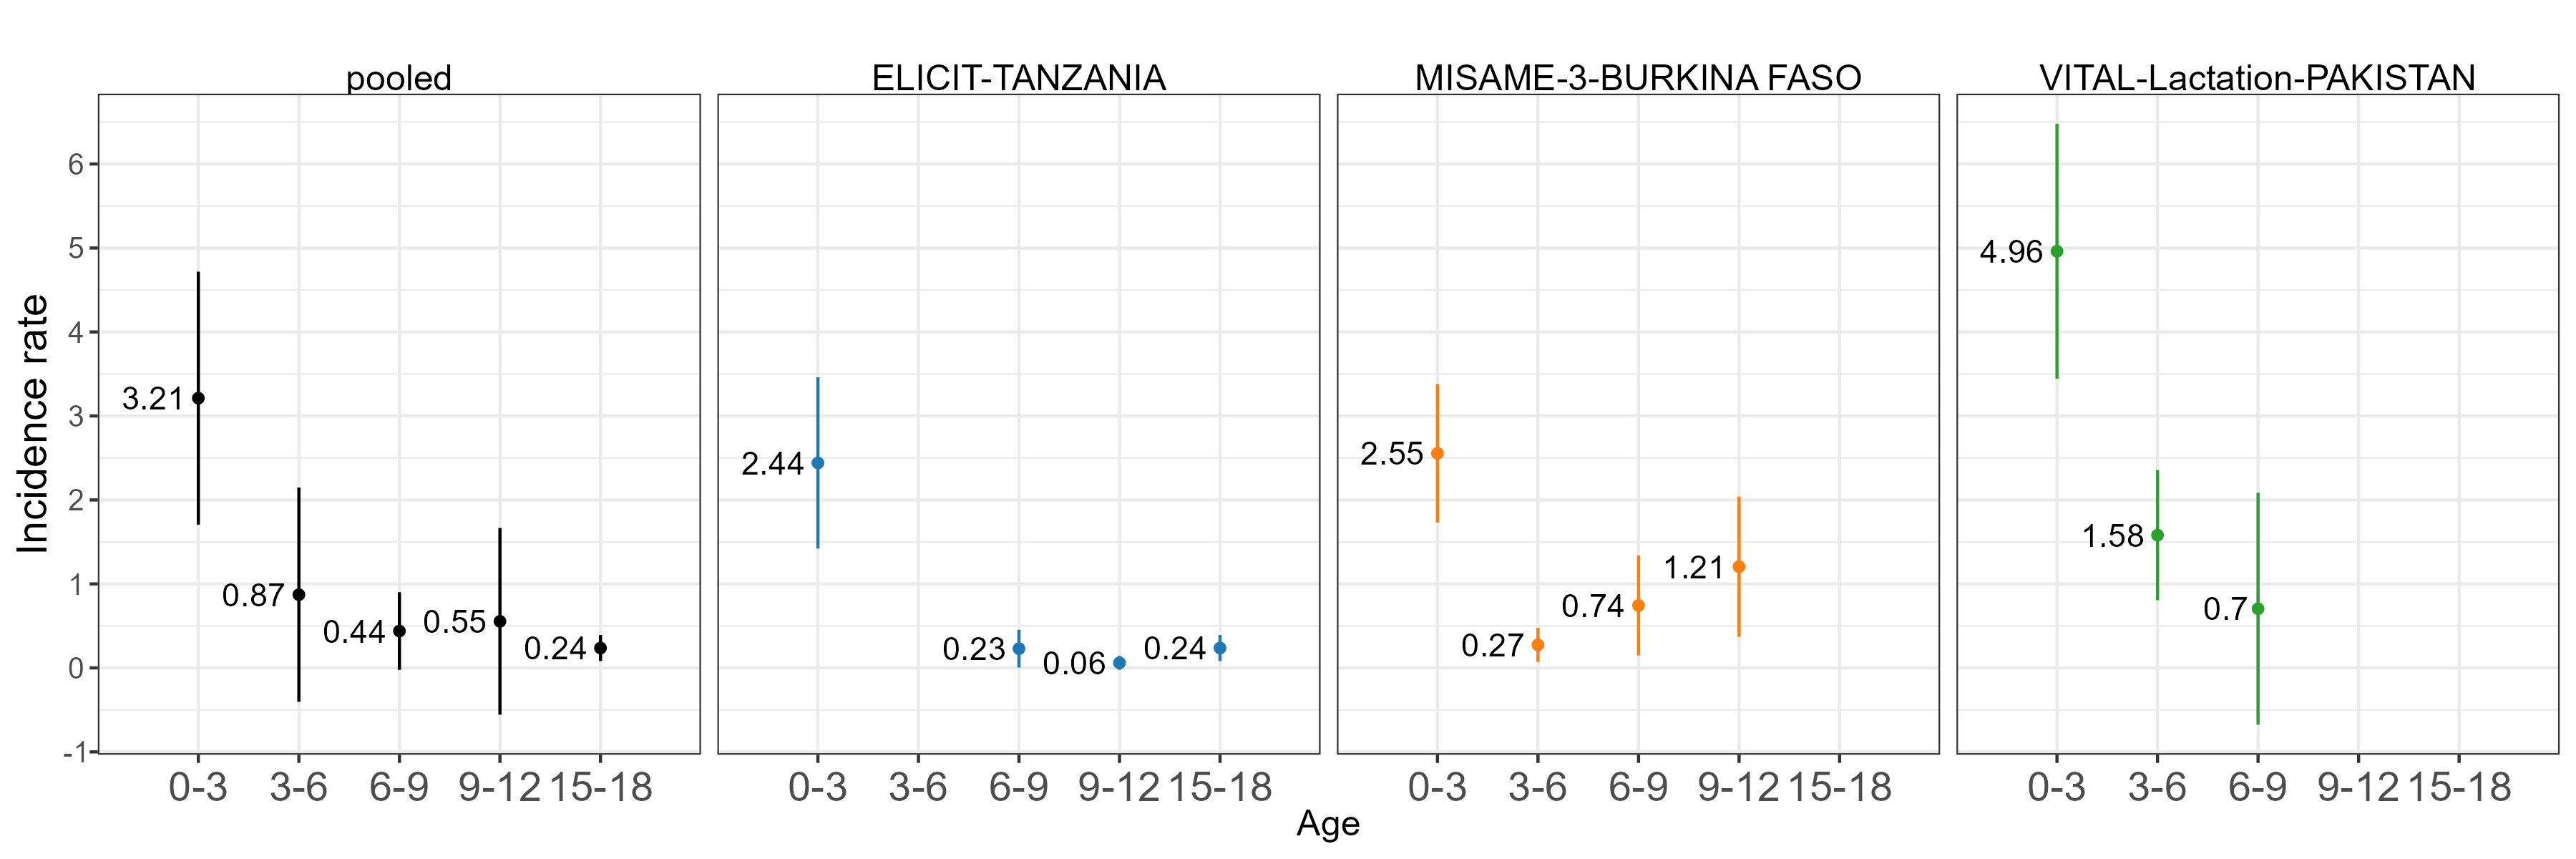 pooled
ELICIT-TANZANIA
MISAME-3-BURKINA FASO
VITAL-Lactation-PAKISTAN
Incidence rate
6
5
4
3
2
1
0
-1
3.21
0.87
0.44
0.55
0.24
2.44
0.23
0.06
0.24
2.55
0.27
0.74
1.21
4.96
1.58
0.7
0-3 3-6 6-9 9-12 15-18
0-3 3-6 6-9 9-12 15-18
0-3 3-6 6-9 9-12 15-18
0-3 3-6 6-9 9-12 15-18
Age